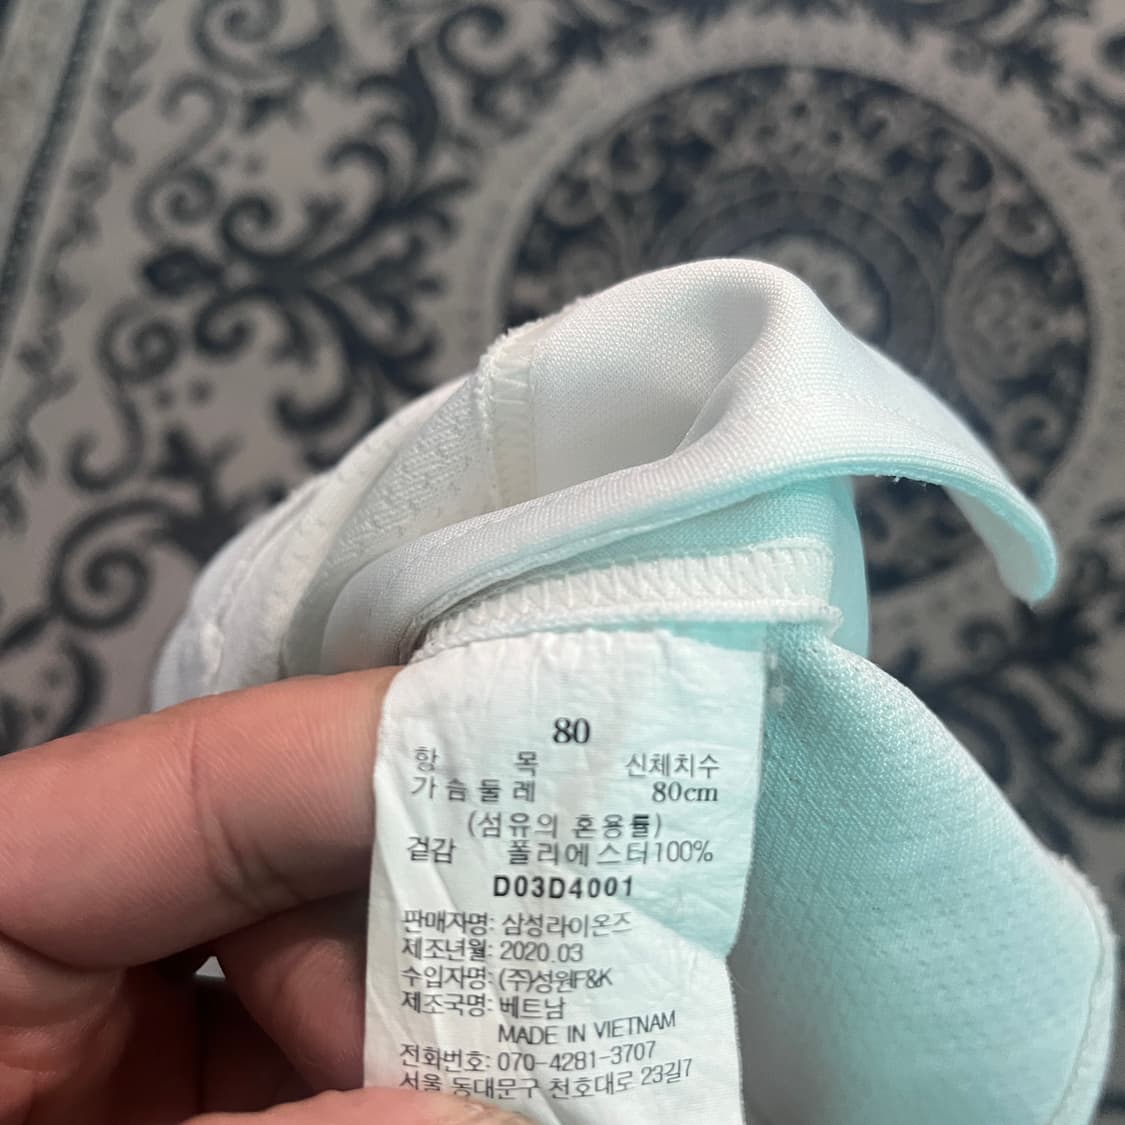 80
항 목 신체치수
가슴둘레 80cm
(섬유의 혼용률)
겉감 폴리에스터100%
D03D4001
판매자명: 삼성라이온즈
제조년월: 2020.03
수입자명: (주)성원F&K
제조국명: 베트남
MADE IN VIETNAM
전화번호: 070-4281-3707
서울 동대문구 천호대로 23길7